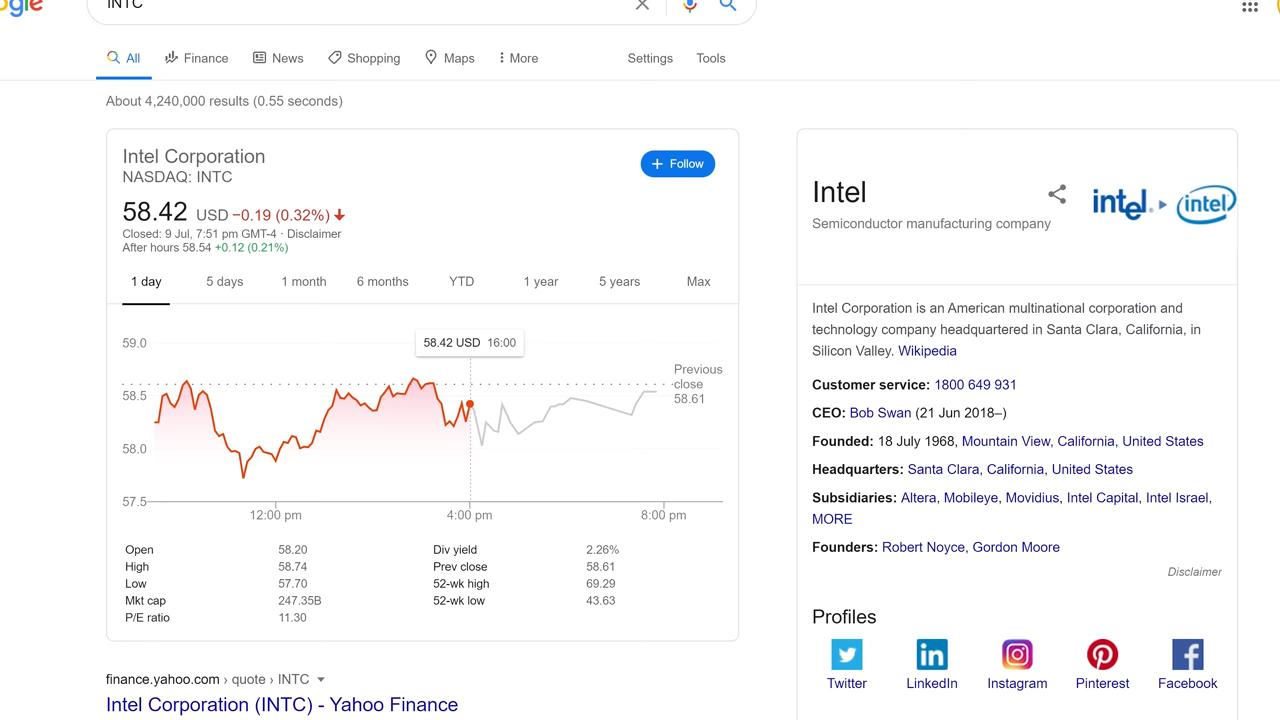 INTC
All Finance News Shopping Maps More Settings Tools
About 4,240,000 results (0.55 seconds)
Intel Corporation
NASDAQ: INTC
+ Follow
58.42 USD −0.19 (0.32%)
Closed: 9 Jul, 7:51 pm GMT-4 · Disclaimer
After hours 58.54 +0.12 (0.21%)
1 day 5 days 1 month 6 months YTD 1 year 5 years Max
58.42 USD 16:00
59.0
58.5
58.0
57.5
Previous
close
58.61
12:00 pm 4:00 pm 8:00 pm
Open 58.20 Div yield 2.26%
High 58.74 Prev close 58.61
Low 57.70 52-wk high 69.29
Mkt cap 247.35B 52-wk low 43.63
P/E ratio 11.30
finance.yahoo.com › quote › INTC
Intel Corporation (INTC) - Yahoo Finance
Intel
Semiconductor manufacturing company
intel. intel
Intel Corporation is an American multinational corporation and
technology company headquartered in Santa Clara, California, in
Silicon Valley. Wikipedia
Customer service: 1800 649 931
CEO: Bob Swan (21 Jun 2018–)
Founded: 18 July 1968, Mountain View, California, United States
Headquarters: Santa Clara, California, United States
Subsidiaries: Altera, Mobileye, Movidius, Intel Capital, Intel Israel,
MORE
Founders: Robert Noyce, Gordon Moore
Disclaimer
Profiles
Twitter LinkedIn Instagram Pinterest Facebook